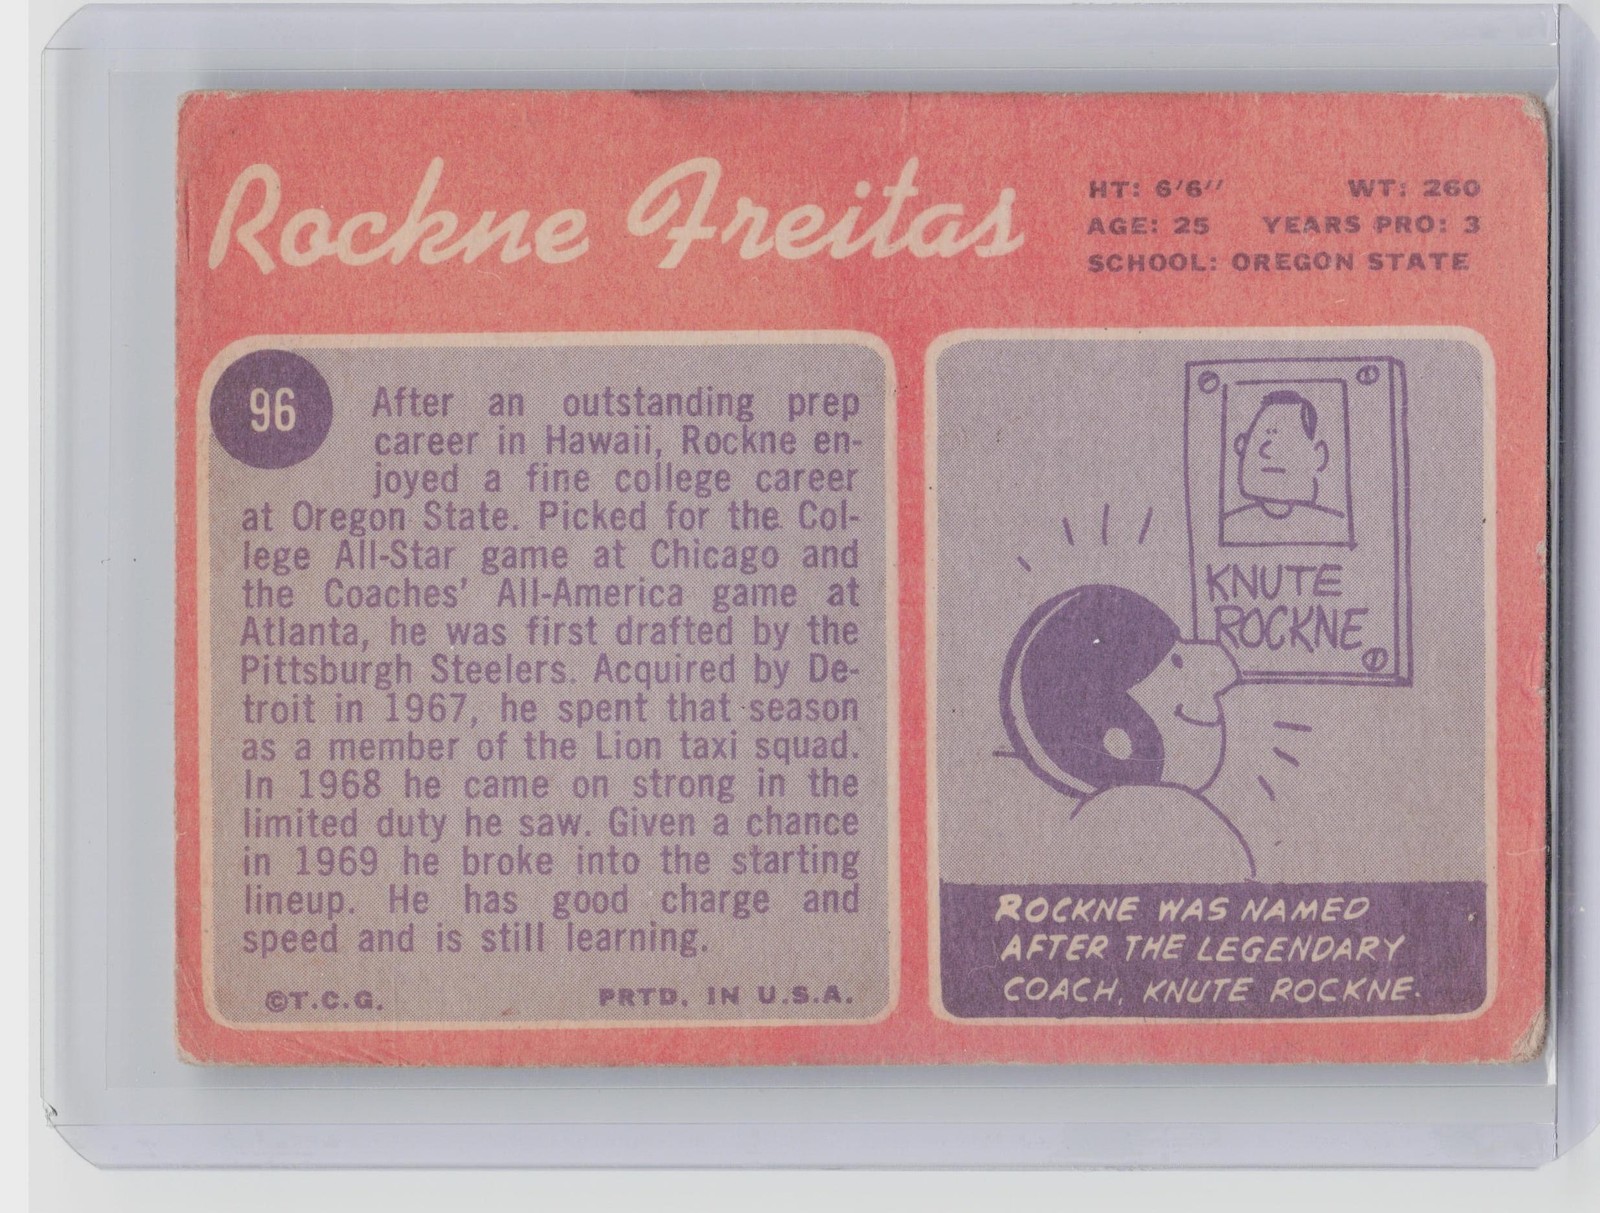 Rockne Freitas
HT: 6'6" WT: 260
AGE: 25 YEARS PRO: 3
SCHOOL: OREGON STATE
96
After an outstanding prep
career in Hawaii, Rockne en-
joyed a fine college career
at Oregon State. Picked for the Col-
lege All-Star game at Chicago and
the Coaches' All-America game at
Atlanta, he was first drafted by the
Pittsburgh Steelers. Acquired by De-
troit in 1967, he spent that season
as a member of the Lion taxi squad.
In 1968 he came on strong in the
limited duty he saw. Given a chance
in 1969 he broke into the starting
lineup. He has good charge and
speed and is still learning.
©T.C.G. PRTD. IN U.S.A.
KNUTE
ROCKNE
ROCKNE WAS NAMED
AFTER THE LEGENDARY
COACH, KNUTE ROCKNE.